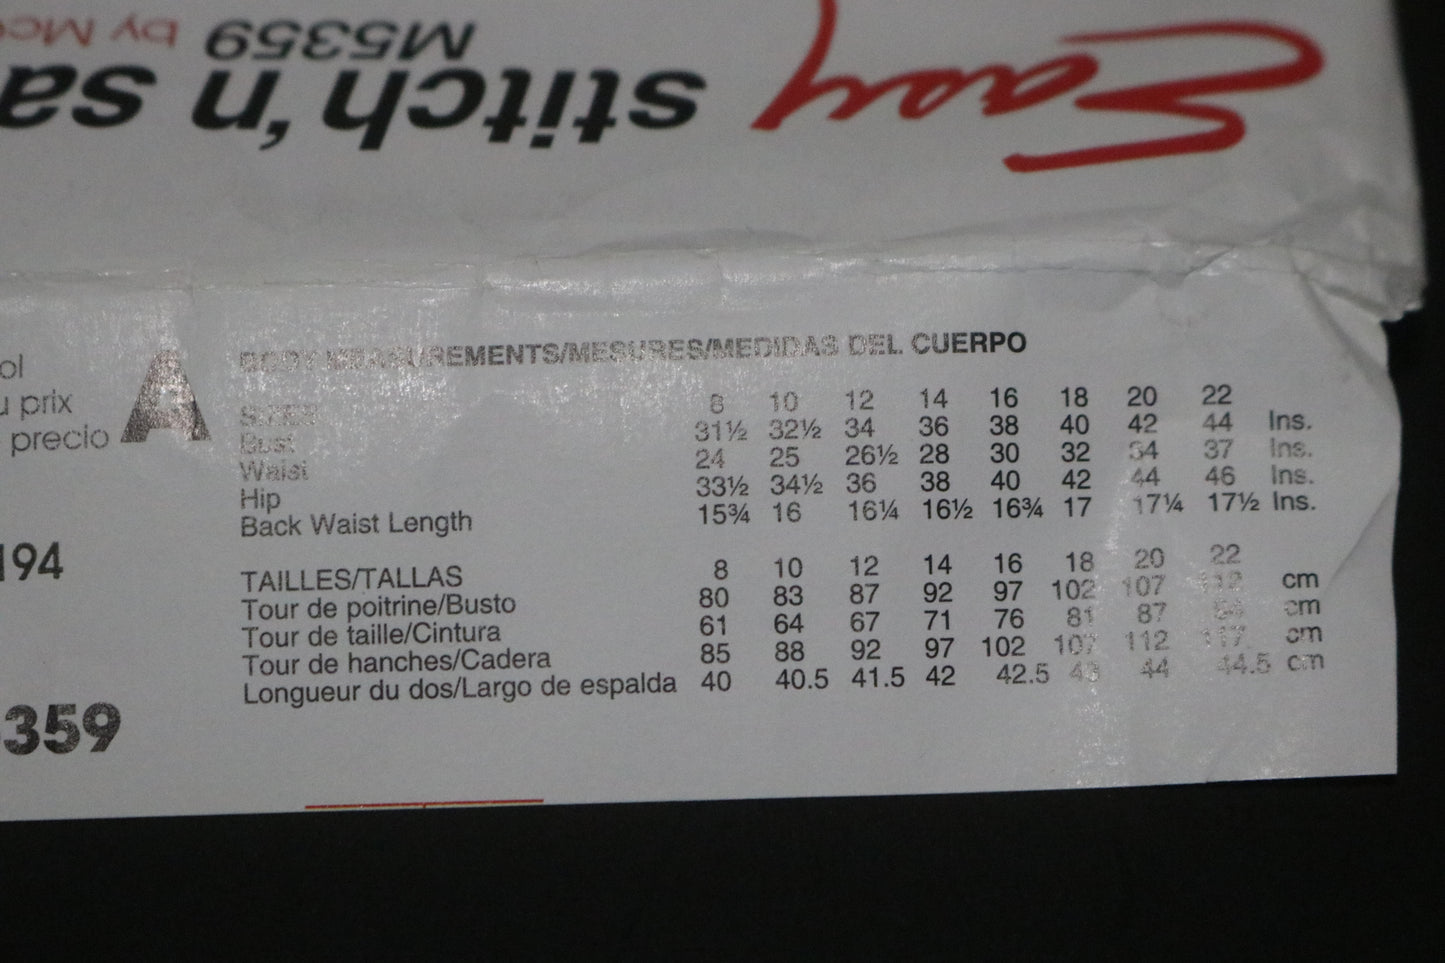 Easy
stitch'n sa
M5359
by Mc
BODY MEASUREMENTS/MESURES/MEDIDAS DEL CUERPO
ol
u prix
precio
A
SIZES 8 10 12 14 16 18 20 22
Bust 31½ 32½ 34 36 38 40 42 44 Ins.
Waist 24 25 26½ 28 30 32 34 37 Ins.
Hip 33½ 34½ 36 38 40 42 44 46 Ins.
Back Waist Length 15¾ 16 16¼ 16½ 16¾ 17 17¼ 17½ Ins.
194
TAILLES/TALLAS 8 10 12 14 16 18 20 22
Tour de poitrine/Busto 80 83 87 92 97 102 107 112 cm
Tour de taille/Cintura 61 64 67 71 76 81 87 94 cm
Tour de hanches/Cadera 85 88 92 97 102 107 112 117 cm
Longueur du dos/Largo de espalda 40 40.5 41.5 42 42.5 43 44 44.5 cm
359